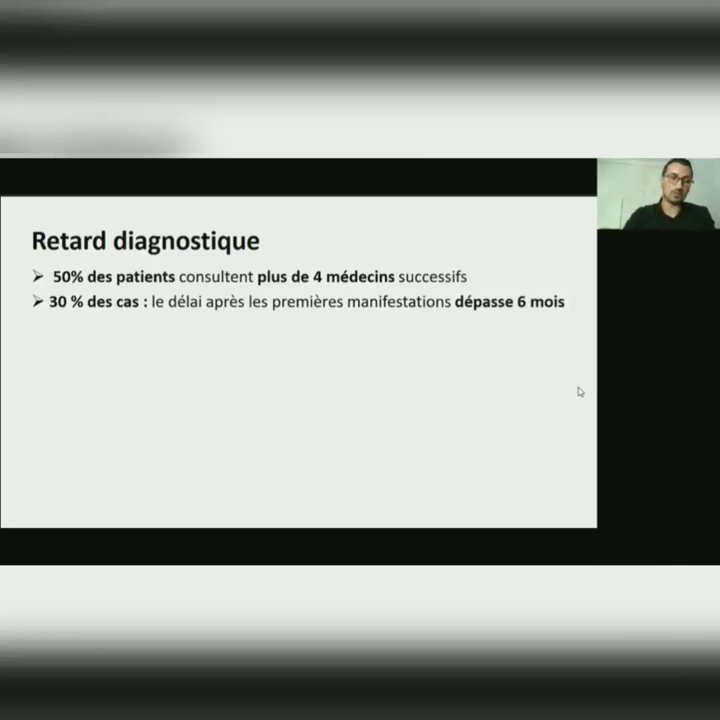 Retard diagnostique
➤ 50% des patients consultent plus de 4 médecins successifs
➤ 30 % des cas : le délai après les premières manifestations dépasse 6 mois